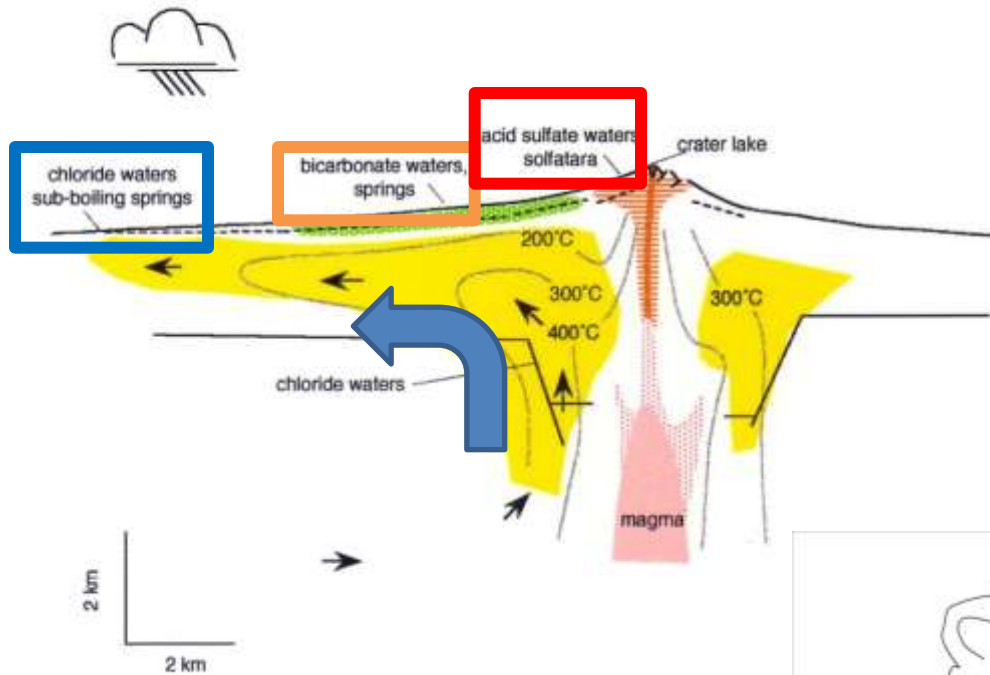 acid sulfate waters
solfatara
crater lake
bicarbonate waters,
springs
chloride waters
sub-boiling springs
200°C
300°C
300°C
400°C
chloride waters
magma
2 km
2 km